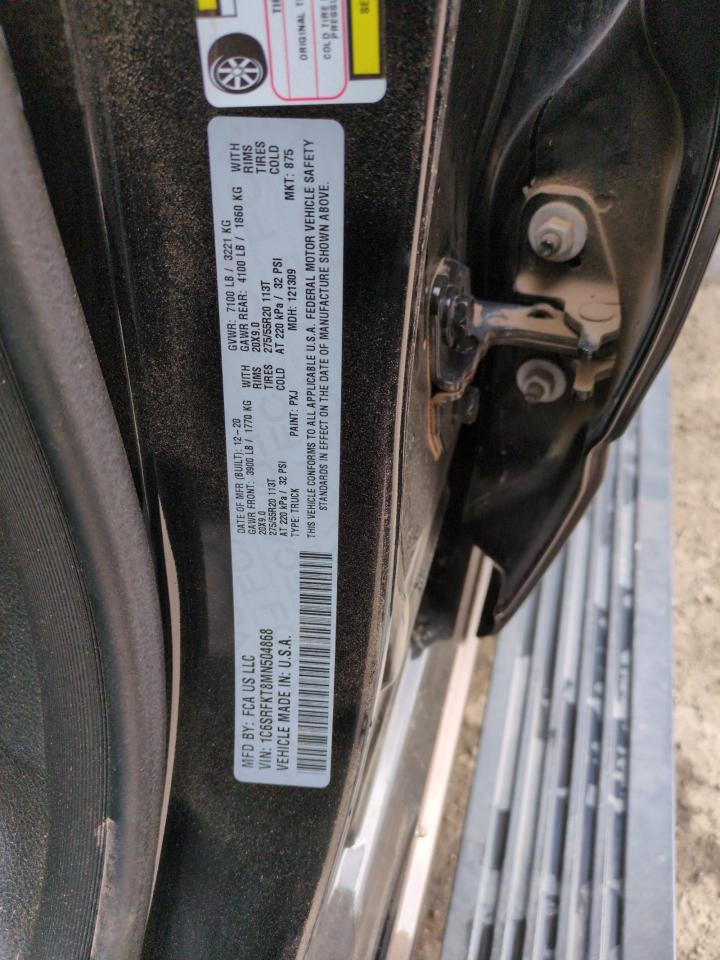 MFD BY: FCA US LLC
VIN: 1C6SRFKT8MN504868
VEHICLE MADE IN: U.S.A.
DATE OF MFR (BUILT): 12-20
GAWR FRONT: 3900 LB / 1770 KG WITH
20X9.0 RIMS
275/55R20 113T TIRES
AT 220 kPa / 32 PSI COLD
TYPE: TRUCK PAINT: PXJ
GVWR: 7100 LB / 3221 KG
GAWR REAR: 4100 LB / 1860 KG WITH
20X9.0 RIMS
275/55R20 113T TIRES
AT 220 kPa / 32 PSI COLD
MDH: 121309 MKT: 875
THIS VEHICLE CONFORMS TO ALL APPLICABLE U.S.A. FEDERAL MOTOR VEHICLE SAFETY
STANDARDS IN EFFECT ON THE DATE OF MANUFACTURE SHOWN ABOVE.
ORIGINAL
COLD TIRE